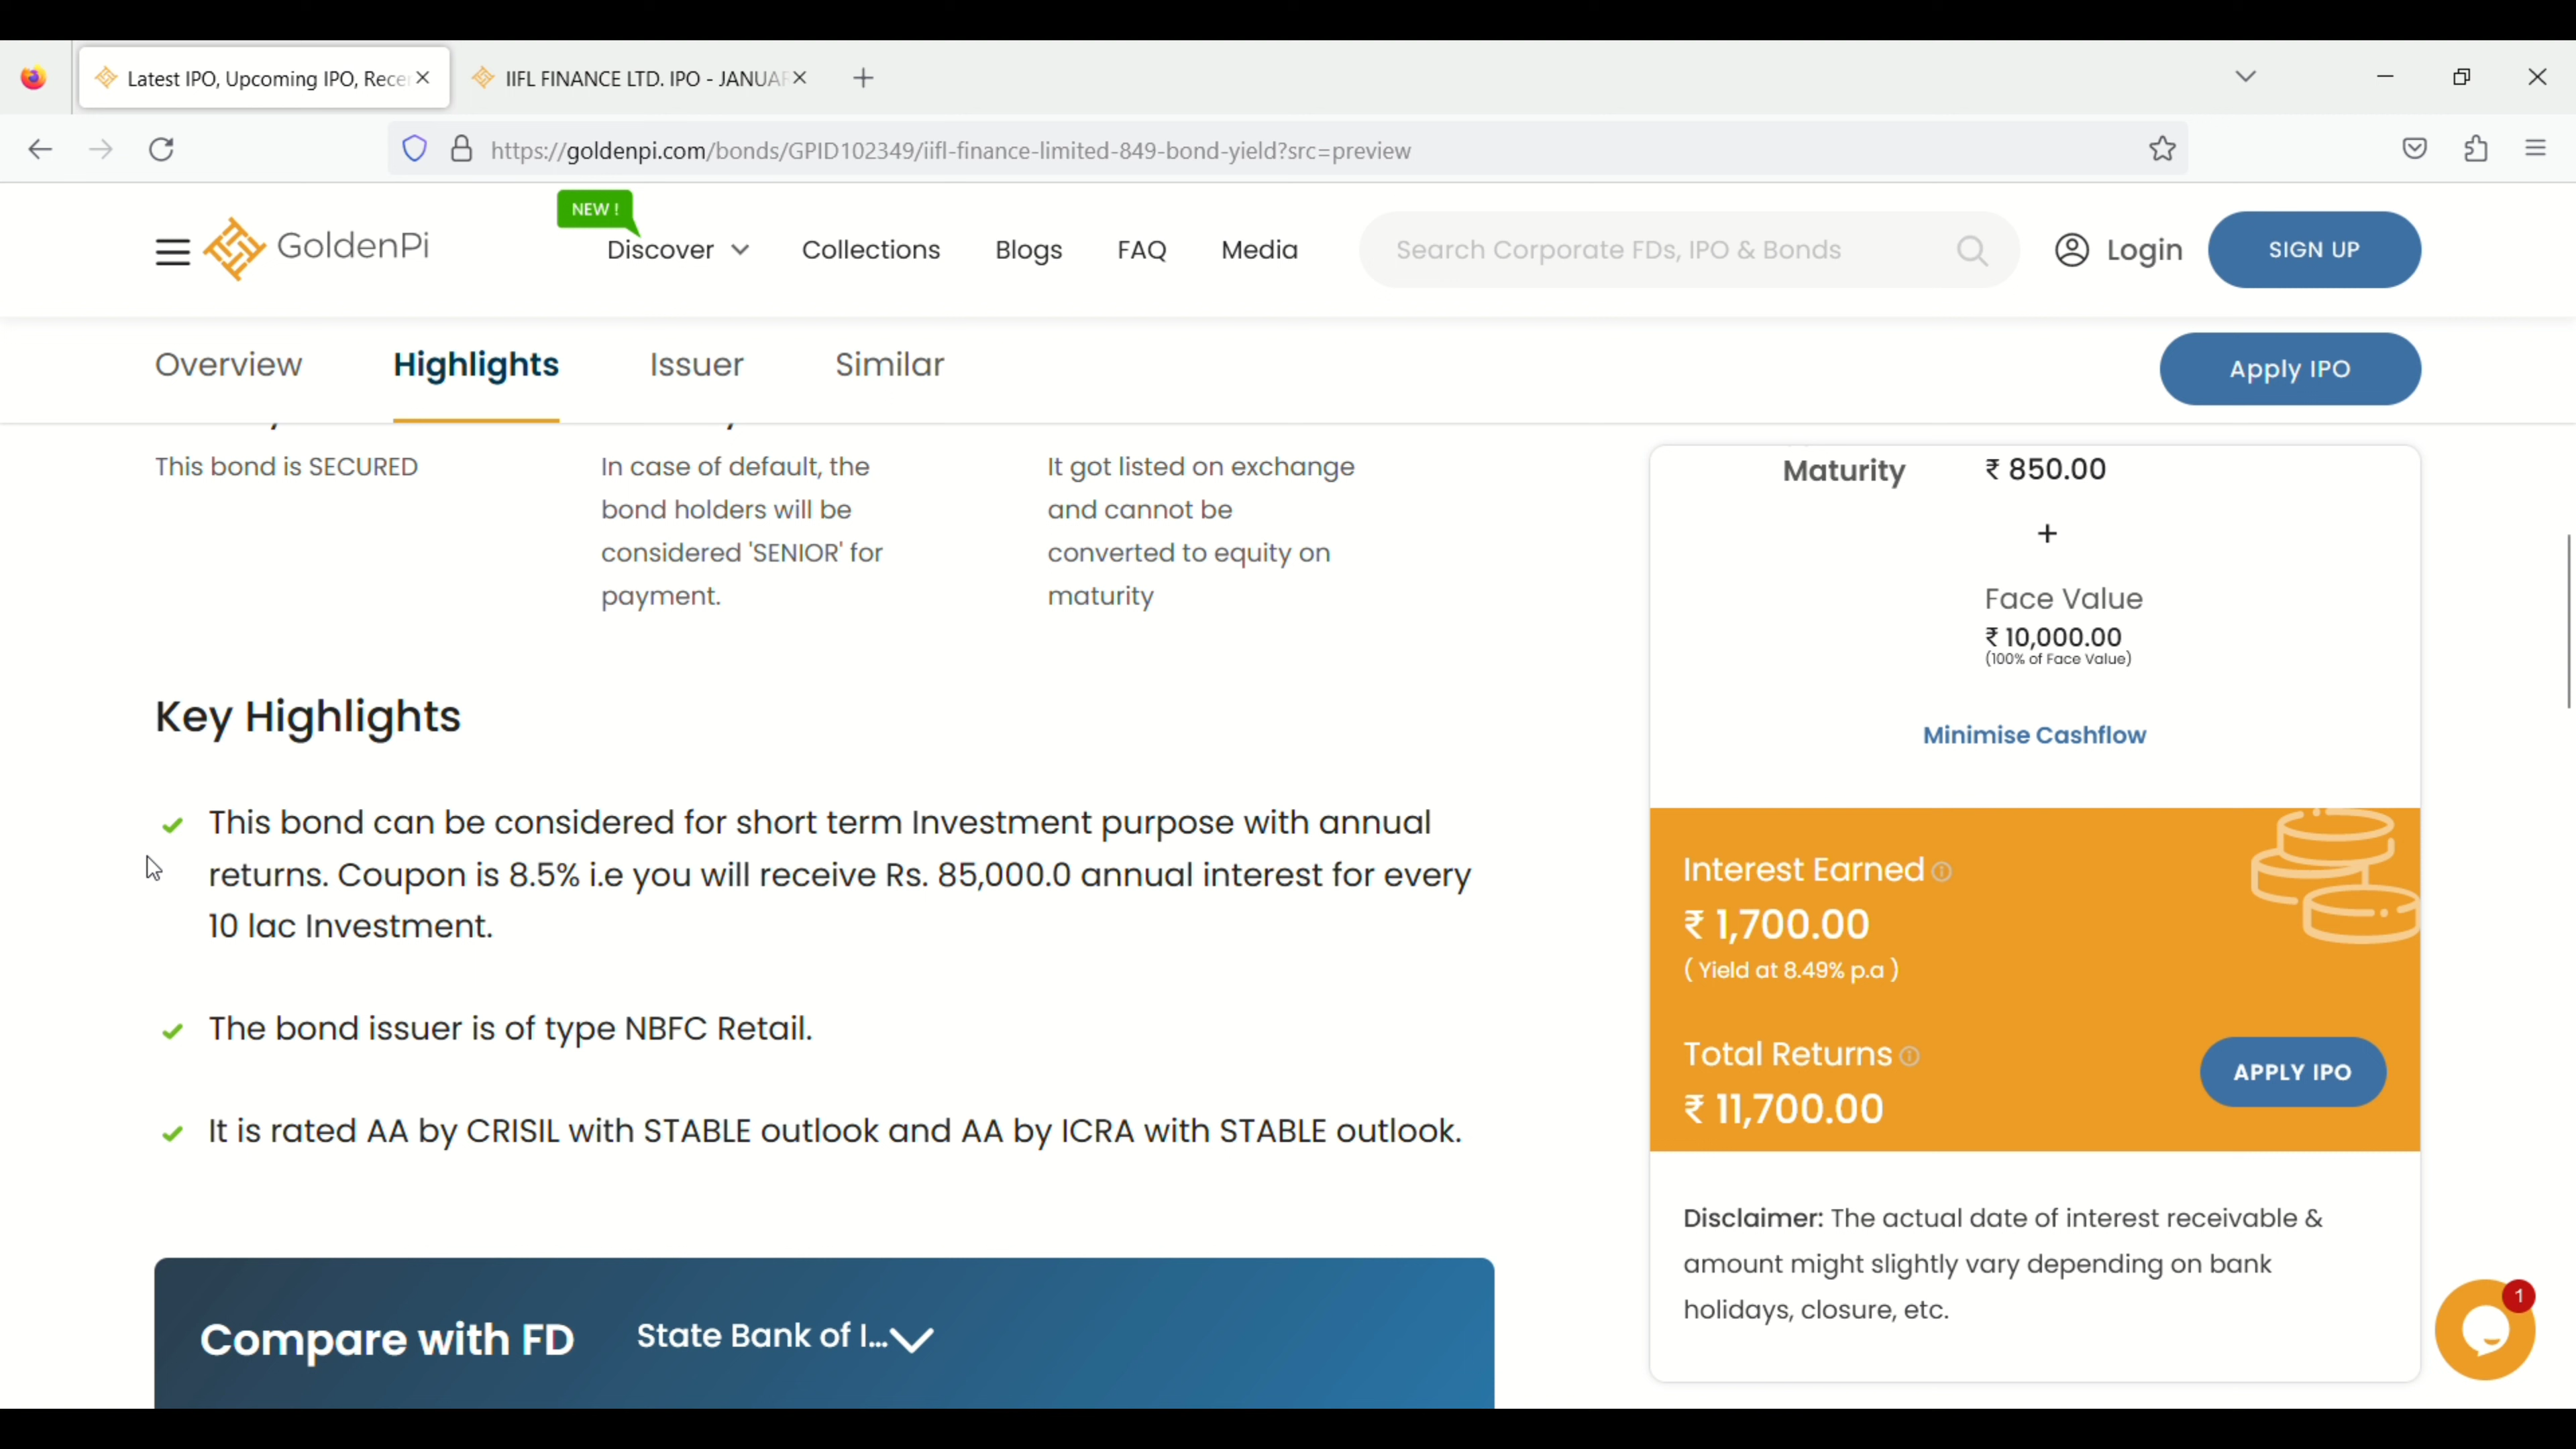 Latest IPO, Upcoming IPO, Rece
IIFL FINANCE LTD. IPO - JANUAR
https://goldenpi.com/bonds/GPID102349/iifl-finance-limited-849-bond-yield?src=preview
GoldenPi
NEW !
Discover
Collections
Blogs
FAQ
Media
Search Corporate FDs, IPO & Bonds
Login
SIGN UP
Overview
Highlights
Issuer
Similar
Apply IPO
This bond is SECURED
In case of default, the
bond holders will be
considered 'SENIOR' for
payment.
It got listed on exchange
and cannot be
converted to equity on
maturity
Key Highlights
This bond can be considered for short term Investment purpose with annual
returns. Coupon is 8.5% i.e you will receive Rs. 85,000.0 annual interest for every
10 lac Investment.
The bond issuer is of type NBFC Retail.
It is rated AA by CRISIL with STABLE outlook and AA by ICRA with STABLE outlook.
Compare with FD
State Bank of I...
Maturity
₹ 850.00
+
Face Value
₹ 10,000.00
(100% of Face Value)
Minimise Cashflow
Interest Earned
₹ 1,700.00
( Yield at 8.49% p.a )
Total Returns
₹ 11,700.00
APPLY IPO
Disclaimer: The actual date of interest receivable &
amount might slightly vary depending on bank
holidays, closure, etc.
1